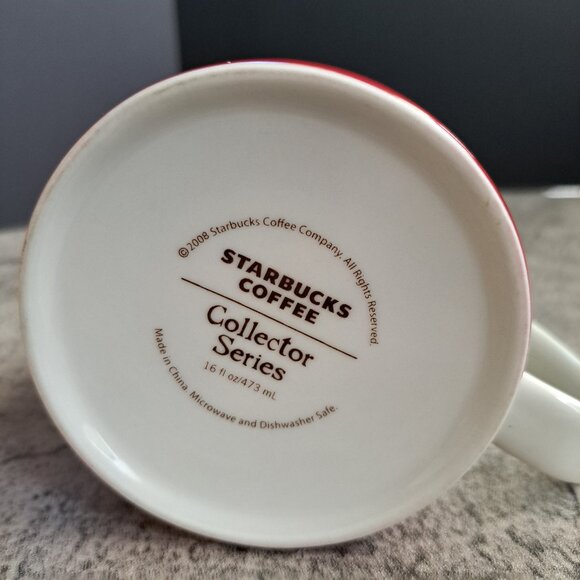 ©2008 Starbucks Coffee Company. All Rights Reserved.
STARBUCKS
COFFEE
Collector
Series
16 fl oz/473 mL
Made in China. Microwave and Dishwasher Safe.